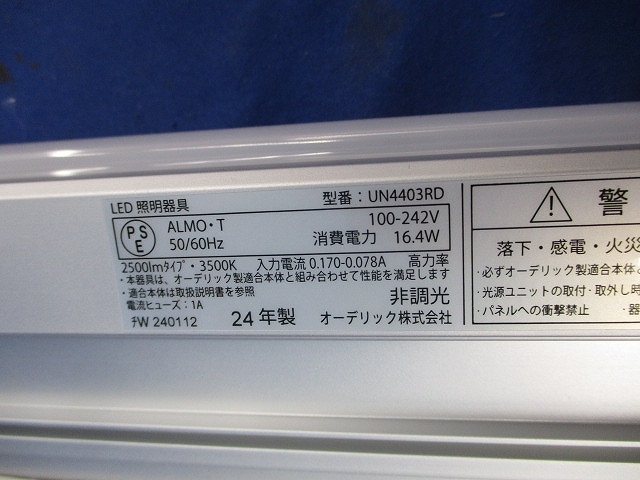 LED 照明器具 型番：UN4403RD
PSE ALMO・T 100-242V
50/60Hz 消費電力 16.4W
2500lmタイプ・3500K 入力電流 0.170-0.078A 高力率
・本器具は、オーデリック適合本体と組み合わせて性能を満足します
・適合本体は取扱説明書を参照 非調光
電流ヒューズ：1A
ｦW 240112 24年製 オーデリック株式会社
警
落下・感電・火災
・必ずオーデリック製適合本体
・光源ユニットの取付・取外し時
・パネルへの衝撃禁止 ・器